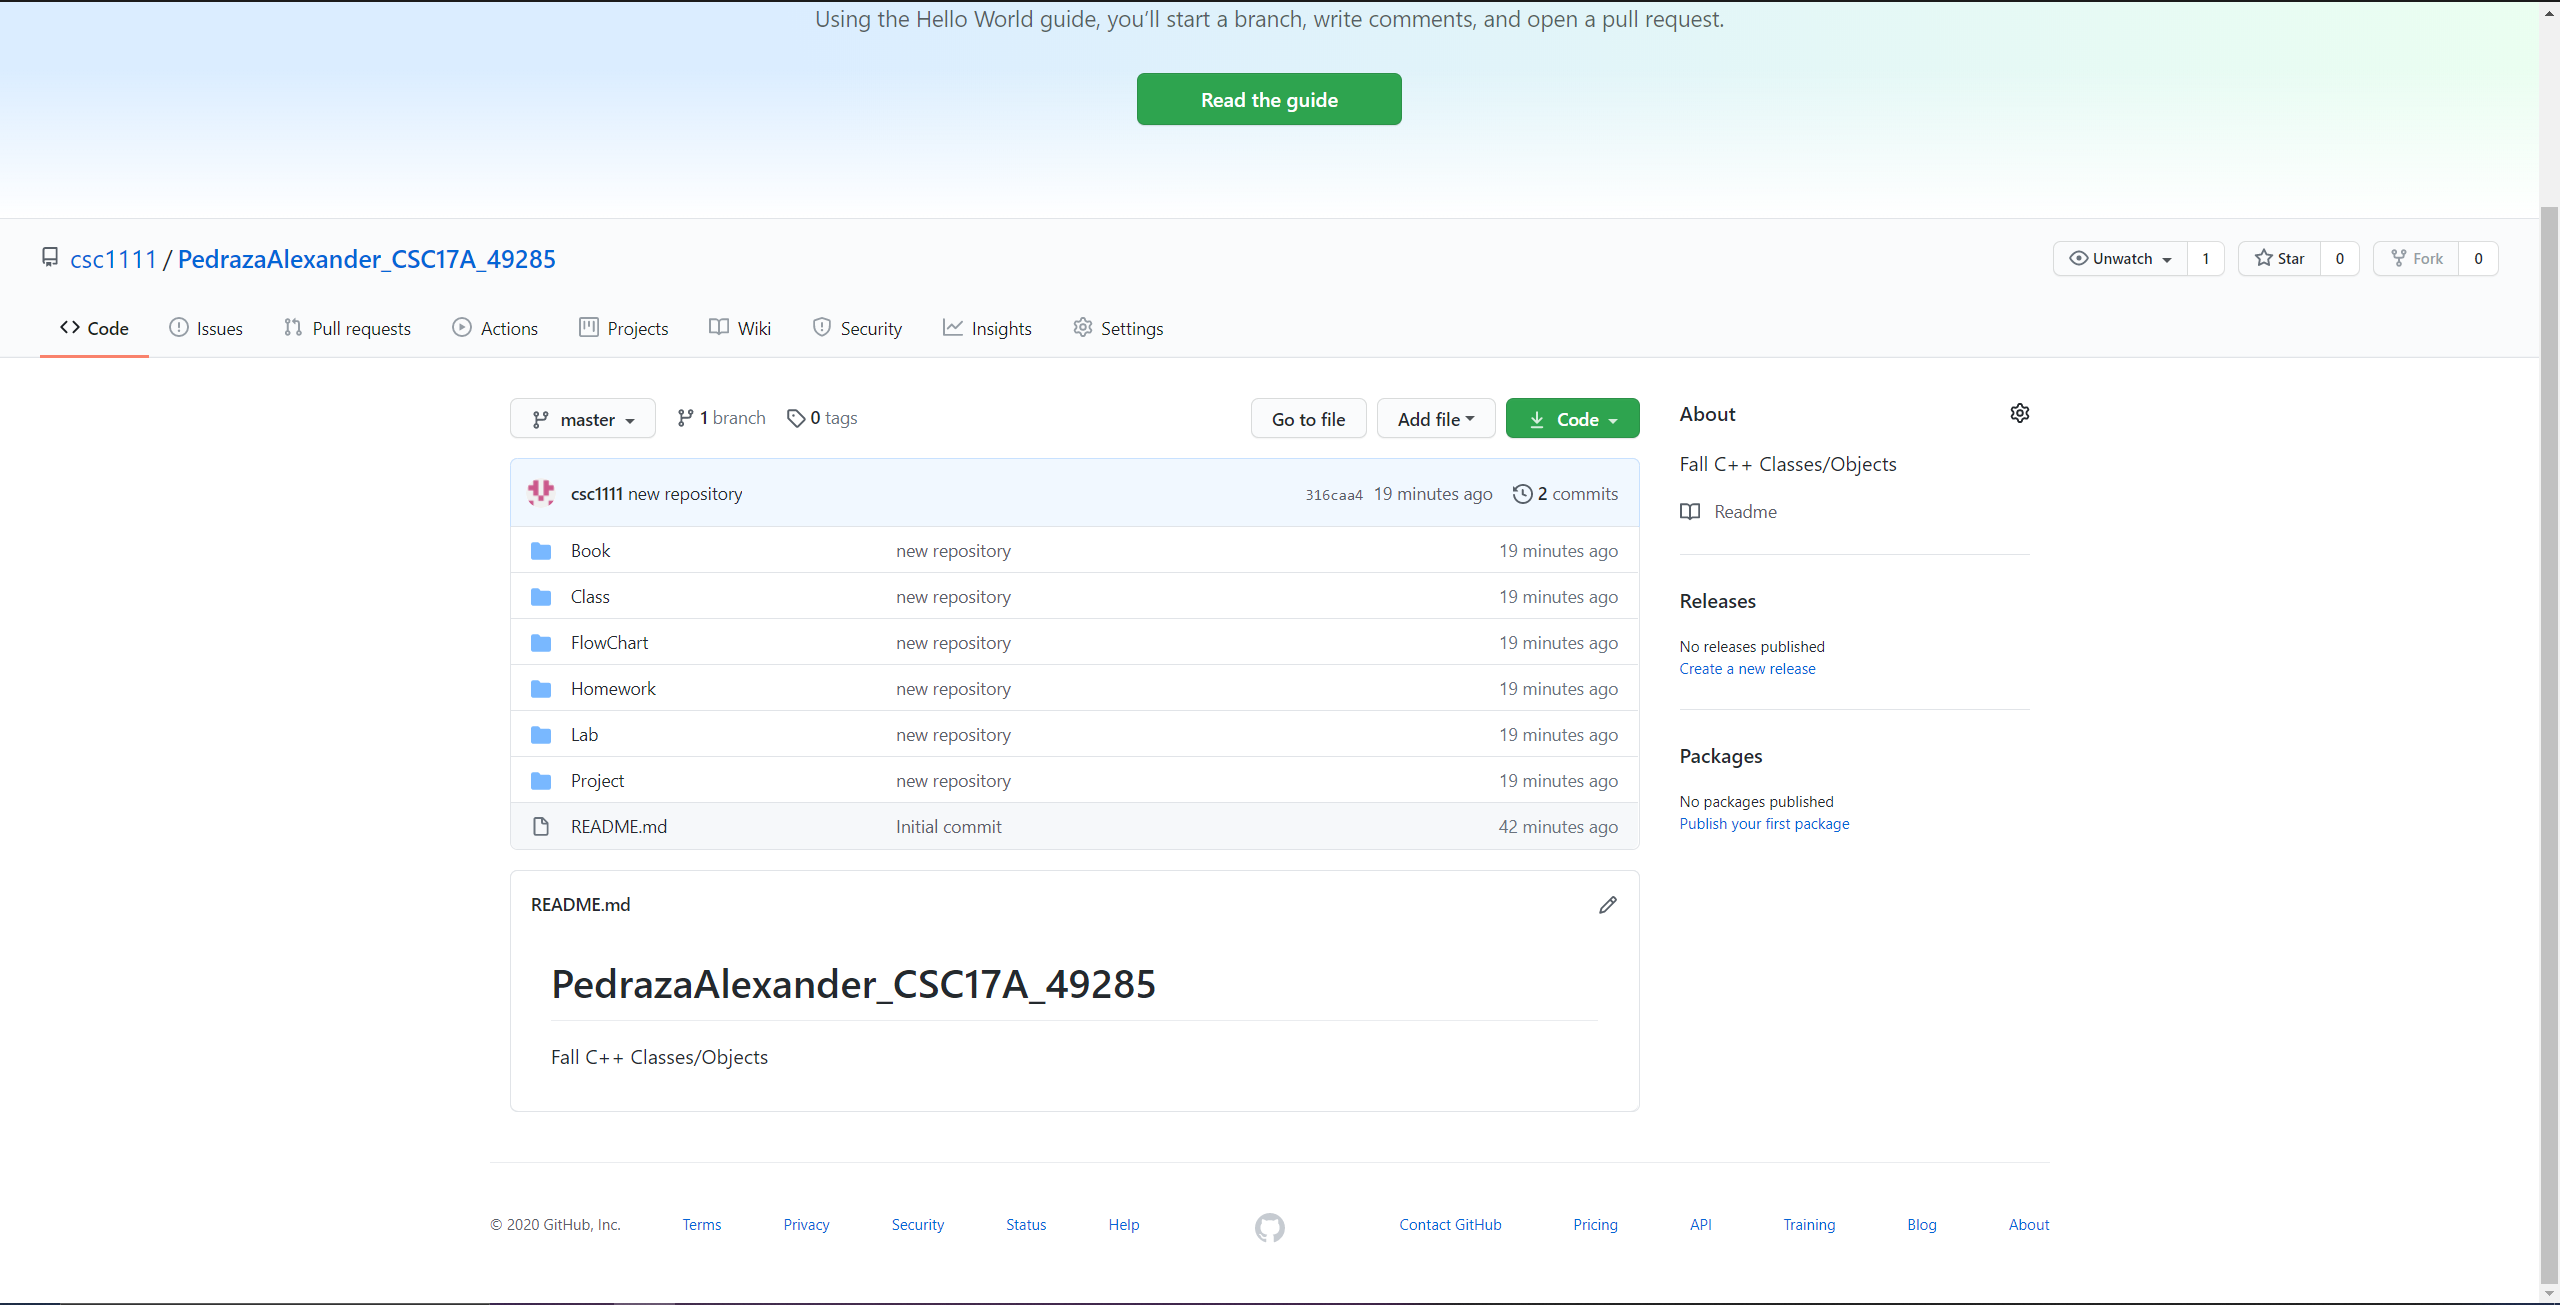 Using the Hello World guide, you’ll start a branch, write comments, and open a pull request.
Read the guide
csc1111 / PedrazaAlexander_CSC17A_49285
Unwatch 1 Star 0 Fork 0
Code Issues Pull requests Actions Projects Wiki Security Insights Settings
master 1 branch 0 tags Go to file Add file Code
csc1111 new repository 316caa4 19 minutes ago 2 commits
Book new repository 19 minutes ago
Class new repository 19 minutes ago
FlowChart new repository 19 minutes ago
Homework new repository 19 minutes ago
Lab new repository 19 minutes ago
Project new repository 19 minutes ago
README.md Initial commit 42 minutes ago
README.md
PedrazaAlexander_CSC17A_49285
Fall C++ Classes/Objects
About
Fall C++ Classes/Objects
Readme
Releases
No releases published
Create a new release
Packages
No packages published
Publish your first package
© 2020 GitHub, Inc. Terms Privacy Security Status Help Contact GitHub Pricing API Training Blog About